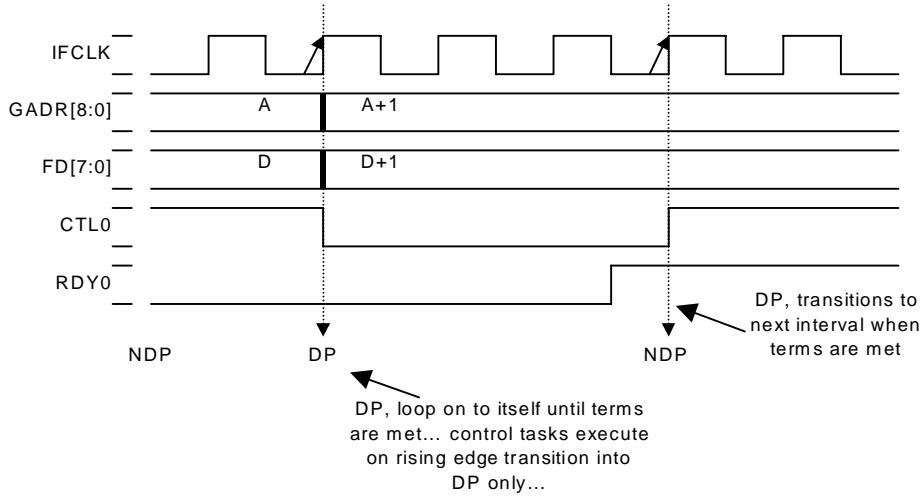 IFCLK
GADR[8:0]
A
A+1
FD[7:0]
D
D+1
CTL0
RDY0
DP, transitions to
next interval when
terms are met
NDP
DP
NDP
DP, loop on to itself until terms
are met... control tasks execute
on rising edge transition into
DP only...